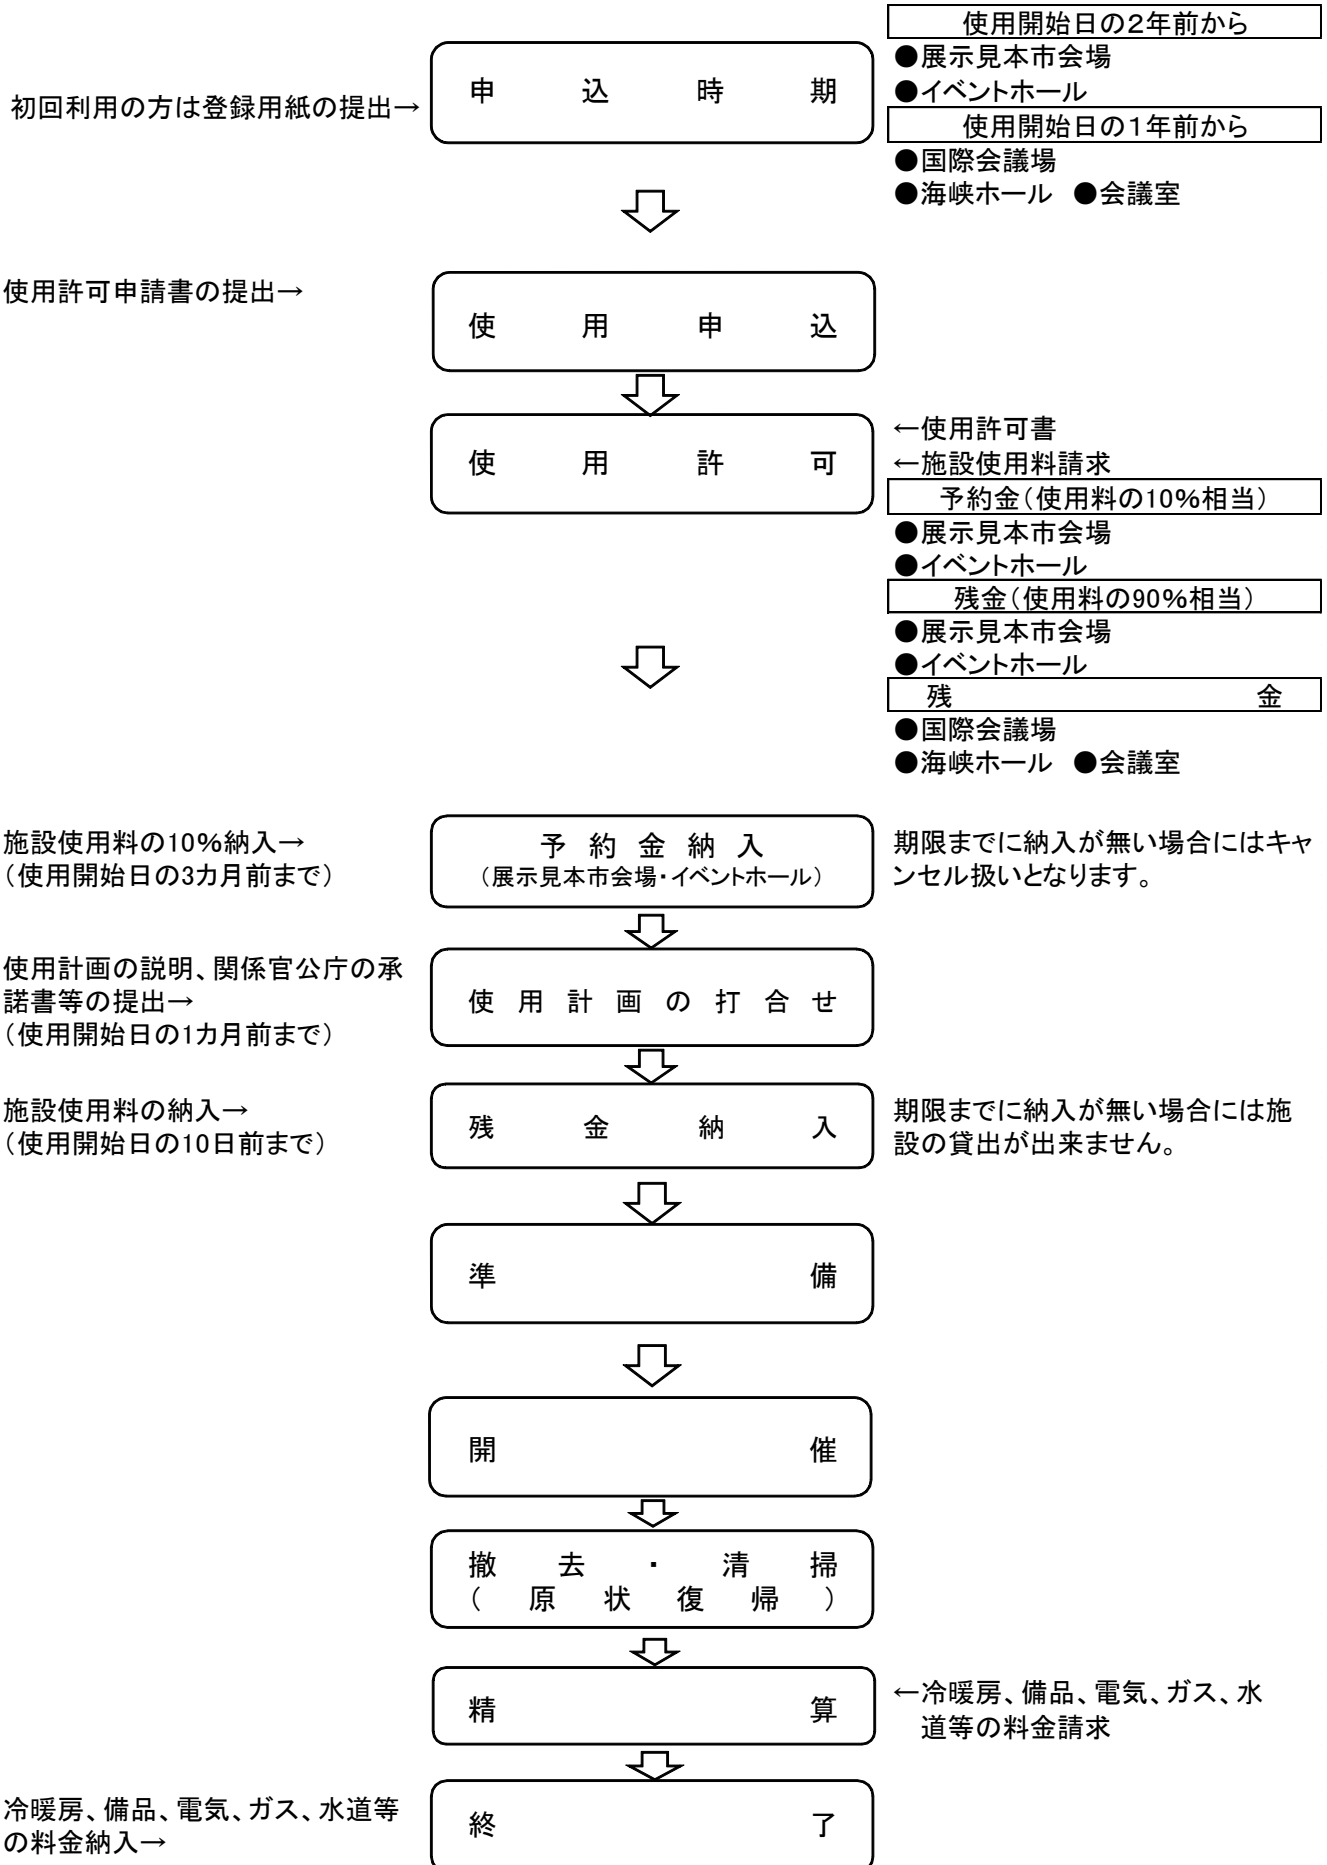 使用開始日の2年前から
●展示見本市会場
●イベントホール
初回利用の方は登録用紙の提出→
申込時期
使用開始日の1年前から
●国際会議場
●海峡ホール ●会議室
使用許可申請書の提出→
使用申込
使用許可
←使用許可書
←施設使用料請求
予約金（使用料の10%相当）
●展示見本市会場
●イベントホール
残金（使用料の90%相当）
●展示見本市会場
●イベントホール
残金
●国際会議場
●海峡ホール ●会議室
施設使用料の10%納入→
（使用開始日の3カ月前まで）
予約金納入
（展示見本市会場・イベントホール）
期限までに納入が無い場合にはキャ
ンセル扱いとなります。
使用計画の説明、関係官公庁の承
諾書等の提出→
（使用開始日の1カ月前まで）
使用計画の打合せ
施設使用料の納入→
（使用開始日の10日前まで）
残金納入
期限までに納入が無い場合には施
設の貸出が出来ません。
準備
開催
撤去・清掃
（原状復帰）
精算
←冷暖房、備品、電気、ガス、水
道等の料金請求
冷暖房、備品、電気、ガス、水道等
の料金納入→
終了